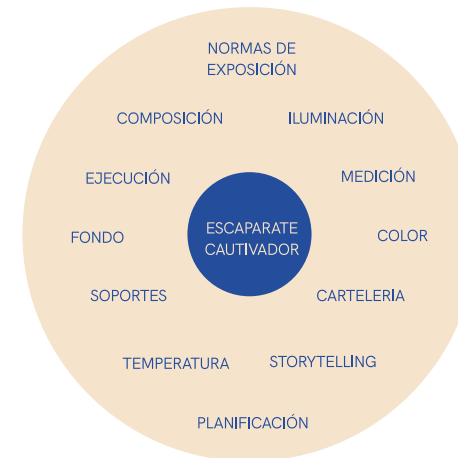 NORMAS DE
EXPOSICIÓN
COMPOSICIÓN
ILUMINACIÓN
EJECUCIÓN
MEDICIÓN
ESCAPARATE
CAUTIVADOR
FONDO
COLOR
SOPORTES
CARTELERIA
TEMPERATURA
STORYTELLING
PLANIFICACIÓN